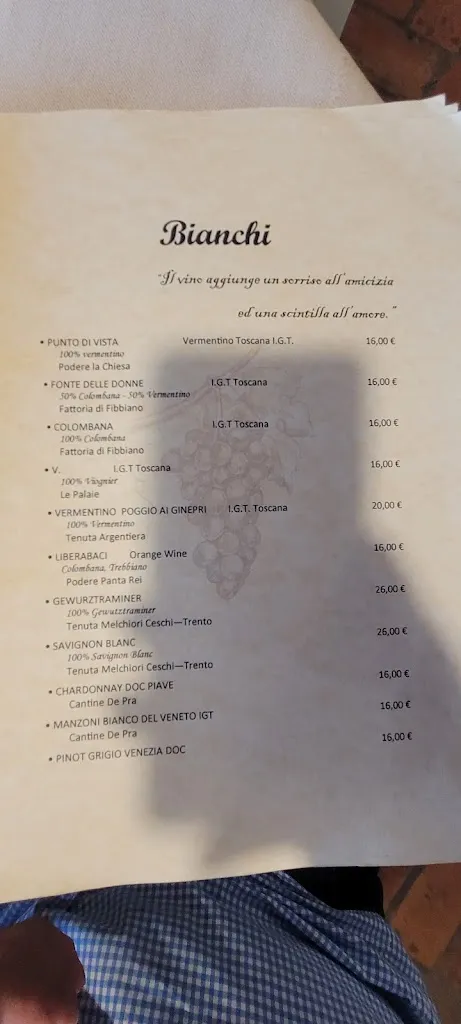 Bianchi
"Il vino aggiunge un sorriso all'amicizia
ed una scintilla all'amore."
• PUNTO DI VISTA Vermentino Toscana I.G.T. 16,00 €
100% vermentino
Podere la Chiesa
• FONTE DELLE DONNE I.G.T Toscana 16,00 €
50% Colombana - 50% Vermentino
Fattoria di Fibbiano
• COLOMBANA I.G.T Toscana 16,00 €
100% Colombana
Fattoria di Fibbiano
• V. I.G.T Toscana 16,00 €
100% Viognier
Le Palaie
• VERMENTINO POGGIO AI GINEPRI I.G.T. Toscana 20,00 €
100% Vermentino
Tenuta Argentiera
• LIBERABACI Orange Wine 16,00 €
Colombana, Trebbiano
Podere Panta Rei
• GEWURZTRAMINER 26,00 €
100% Gewutztraminer
Tenuta Melchiori Ceschi—Trento
• SAVIGNON BLANC 26,00 €
100% Savignon Blanc
Tenuta Melchiori Ceschi—Trento
• CHARDONNAY DOC PIAVE 16,00 €
Cantine De Pra
• MANZONI BIANCO DEL VENETO IGT 16,00 €
Cantine De Pra
• PINOT GRIGIO VENEZIA DOC 16,00 €